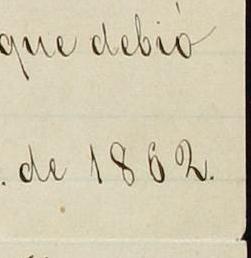 que debió
. de 1862.